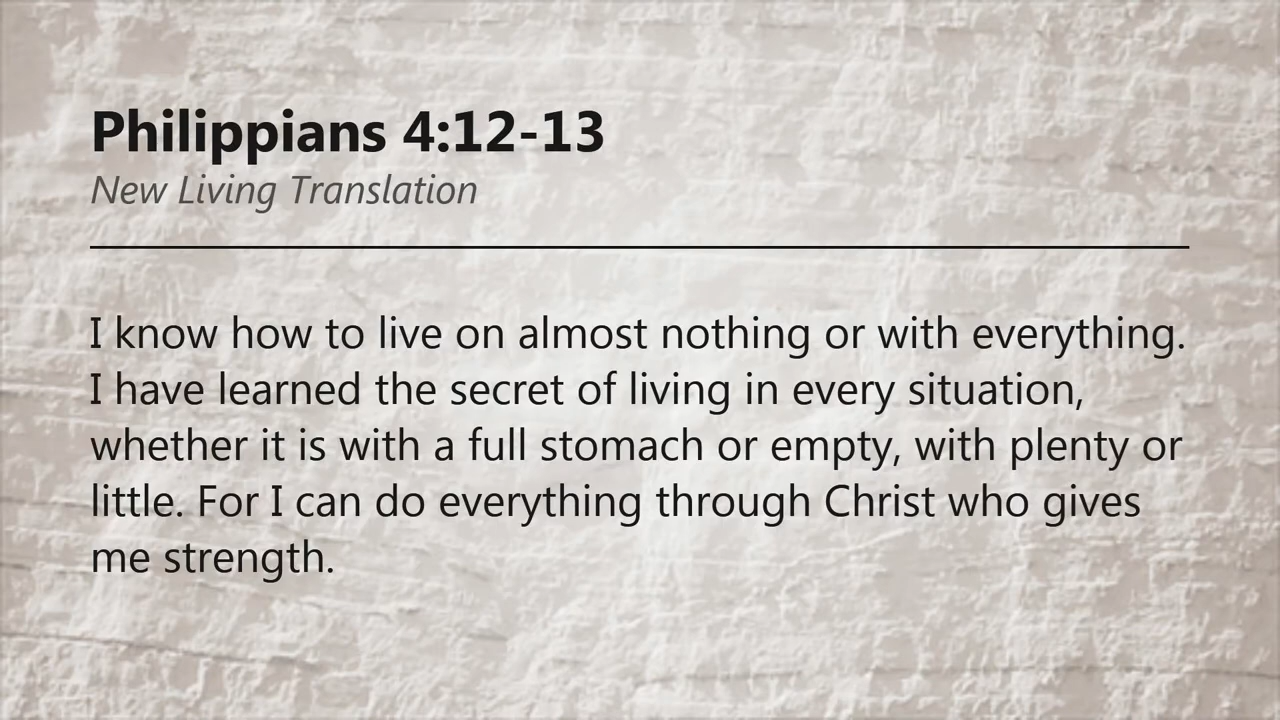 Philippians 4:12-13
New Living Translation
I know how to live on almost nothing or with everything.
I have learned the secret of living in every situation,
whether it is with a full stomach or empty, with plenty or
little. For I can do everything through Christ who gives
me strength.